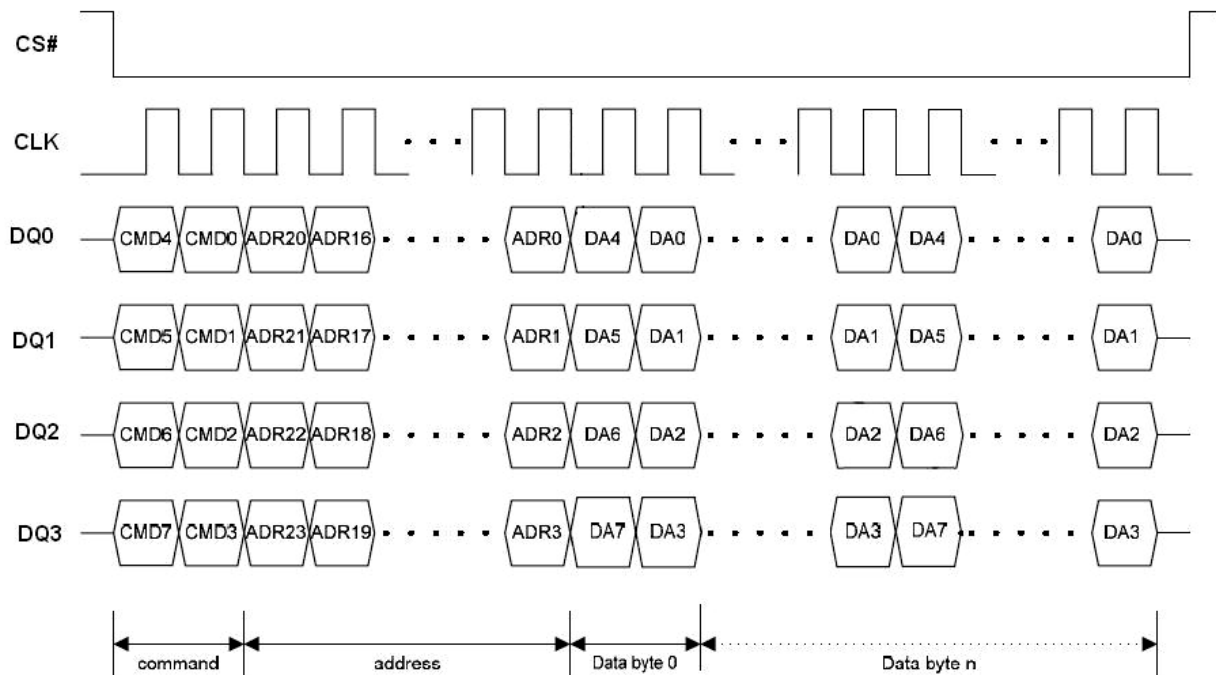 CS#
CLK
DQ0 CMD4 CMD0 ADR20 ADR16 ADR0 DA4 DA0 DA0 DA4 DA0
DQ1 CMD5 CMD1 ADR21 ADR17 ADR1 DA5 DA1 DA1 DA5 DA1
DQ2 CMD6 CMD2 ADR22 ADR18 ADR2 DA6 DA2 DA2 DA6 DA2
DQ3 CMD7 CMD3 ADR23 ADR19 ADR3 DA7 DA3 DA3 DA7 DA3
command address Data byte 0 Data byte n